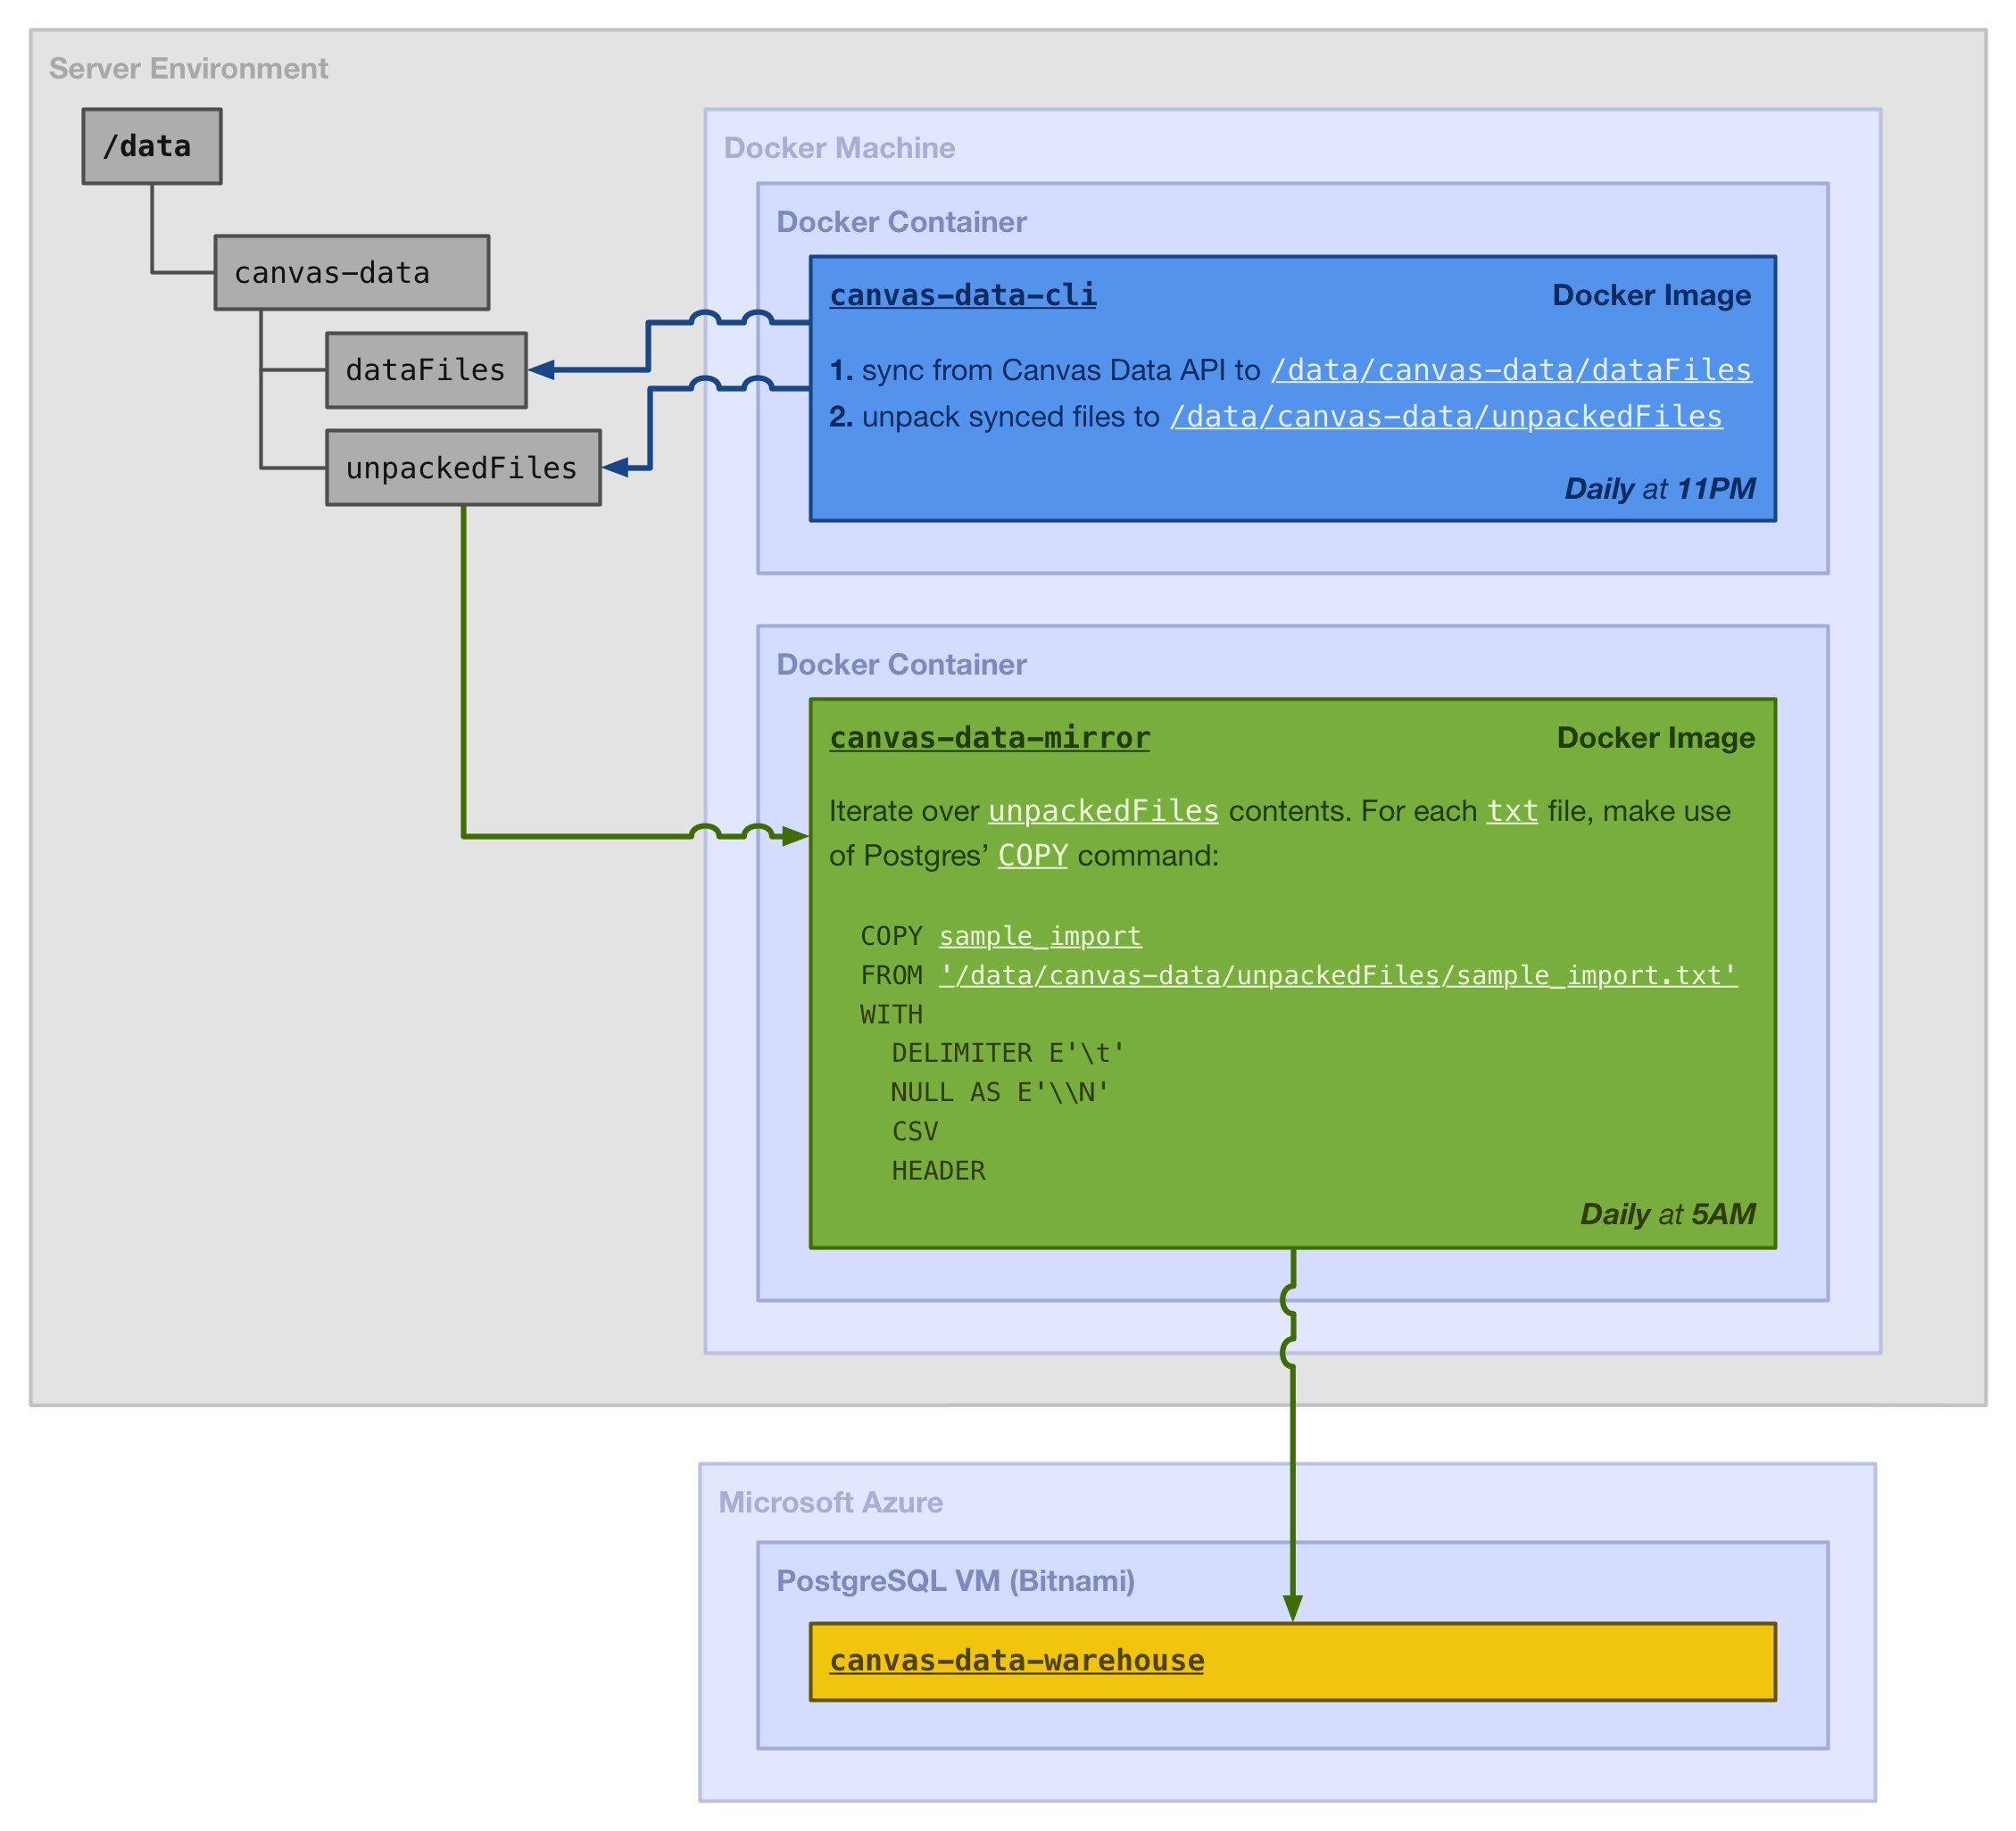 Server Environment
/data
canvas-data
dataFiles
unpackedFiles
Docker Machine
Docker Container
canvas-data-cli
Docker Image
1. sync from Canvas Data API to /data/canvas-data/dataFiles
2. unpack synced files to /data/canvas-data/unpackedFiles
Daily at 11PM
Docker Container
canvas-data-mirror
Docker Image
Iterate over unpackedFiles contents. For each txt file, make use
of Postgres’ COPY command:
COPY sample_import
FROM '/data/canvas-data/unpackedFiles/sample_import.txt'
WITH
DELIMITER E'\t'
NULL AS E'\\N'
CSV
HEADER
Daily at 5AM
Microsoft Azure
PostgreSQL VM (Bitnami)
canvas-data-warehouse